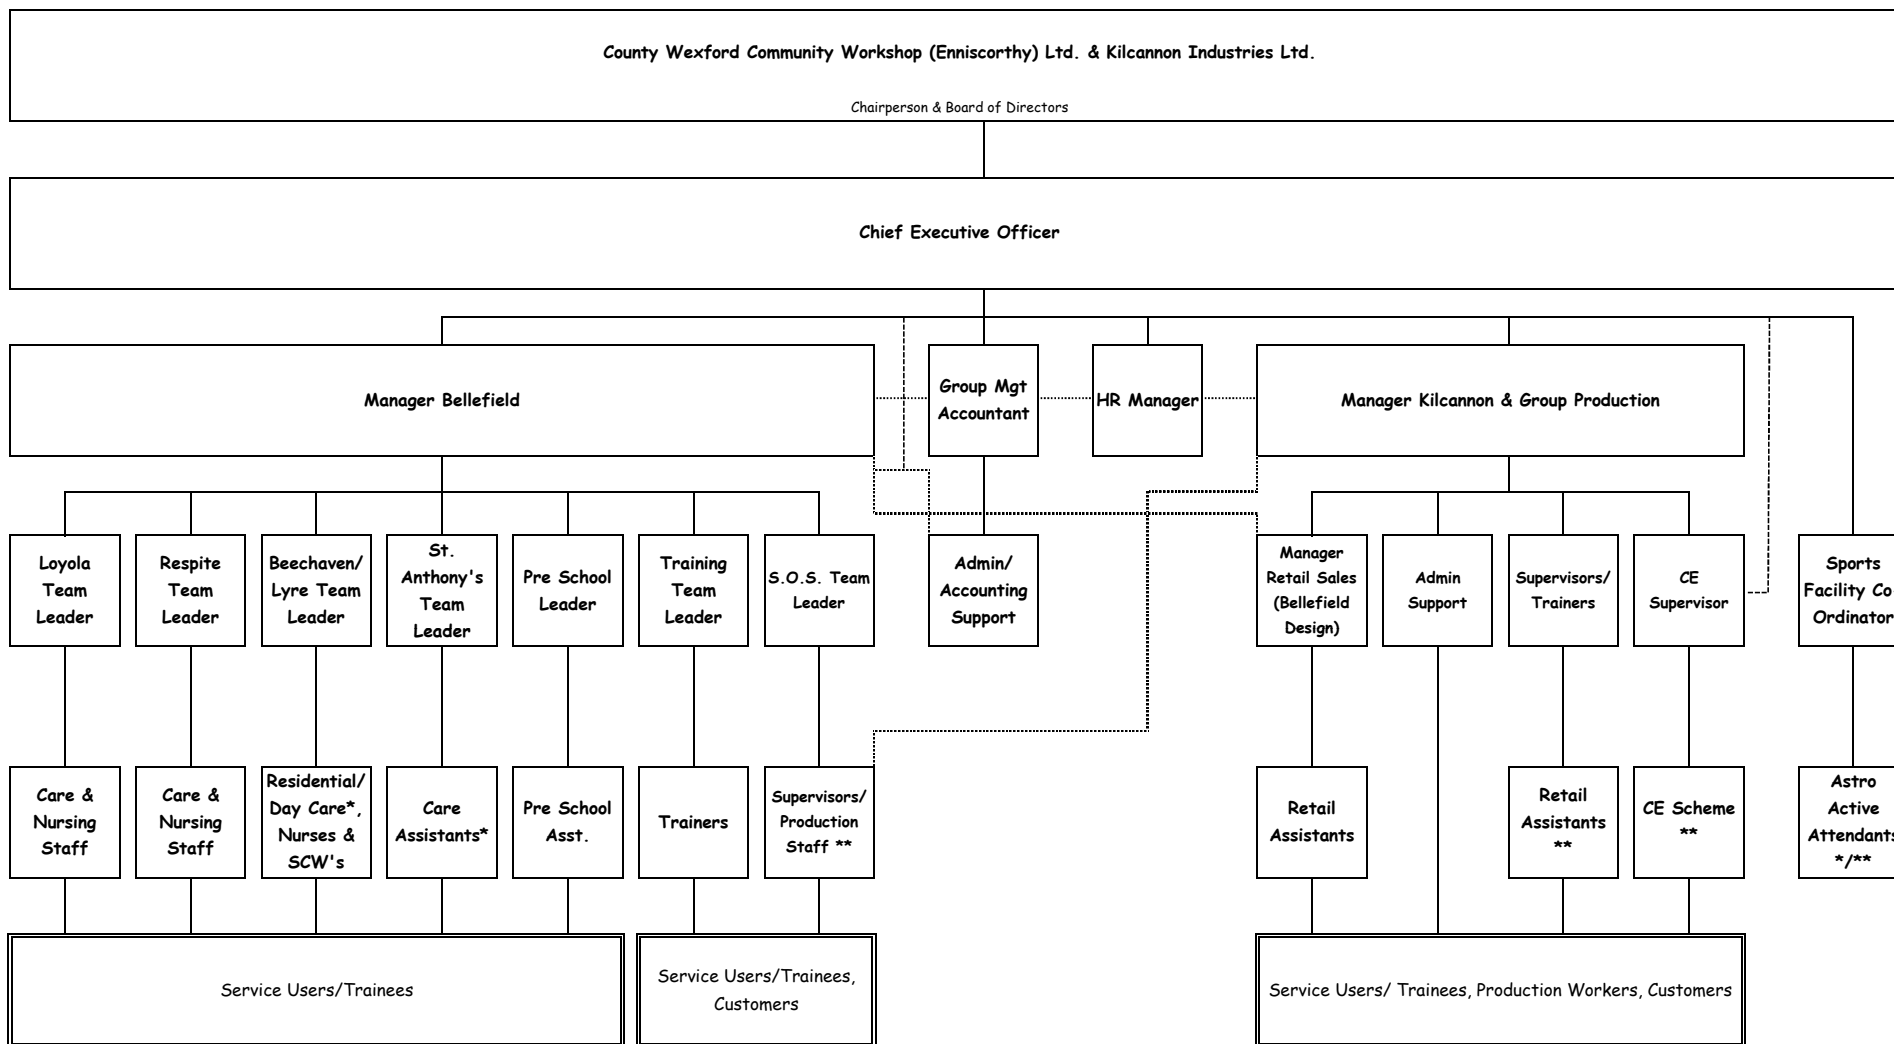 County Wexford Community Workshop (Enniscorthy) Ltd. & Kilcannon Industries Ltd.
Chairperson & Board of Directors
Chief Executive Officer
Manager Bellefield
Group Mgt
Accountant
HR Manager
Manager Kilcannon & Group Production
Loyola
Team
Leader
Respite
Team
Leader
Beechaven/
Lyre Team
Leader
St.
Anthony's
Team
Leader
Pre School
Leader
Training
Team
Leader
S.O.S. Team
Leader
Admin/
Accounting
Support
Manager
Retail Sales
(Bellefield
Design)
Admin
Support
Supervisors/
Trainers
CE
Supervisor
Sports
Facility Co-
Ordinator
Care &
Nursing
Staff
Care &
Nursing
Staff
Residential/
Day Care*,
Nurses &
SCW's
Care
Assistants*
Pre School
Asst.
Trainers
Supervisors/
Production
Staff **
Retail
Assistants
Retail
Assistants
**
CE Scheme
**
Astro
Active
Attendants
*/**
Service Users/Trainees
Service Users/Trainees,
Customers
Service Users/ Trainees, Production Workers, Customers